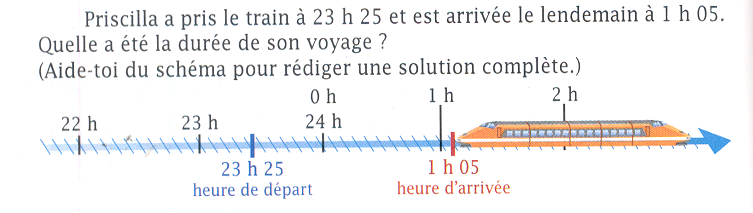 Priscilla a pris le train à 23 h 25 et est arrivée le lendemain à 1 h 05.
Quelle a été la durée de son voyage ?
(Aide-toi du schéma pour rédiger une solution complète.)
0 h 1 h 2 h
22 h 23 h 24 h
23 h 25 1 h 05
heure de départ heure d'arrivée